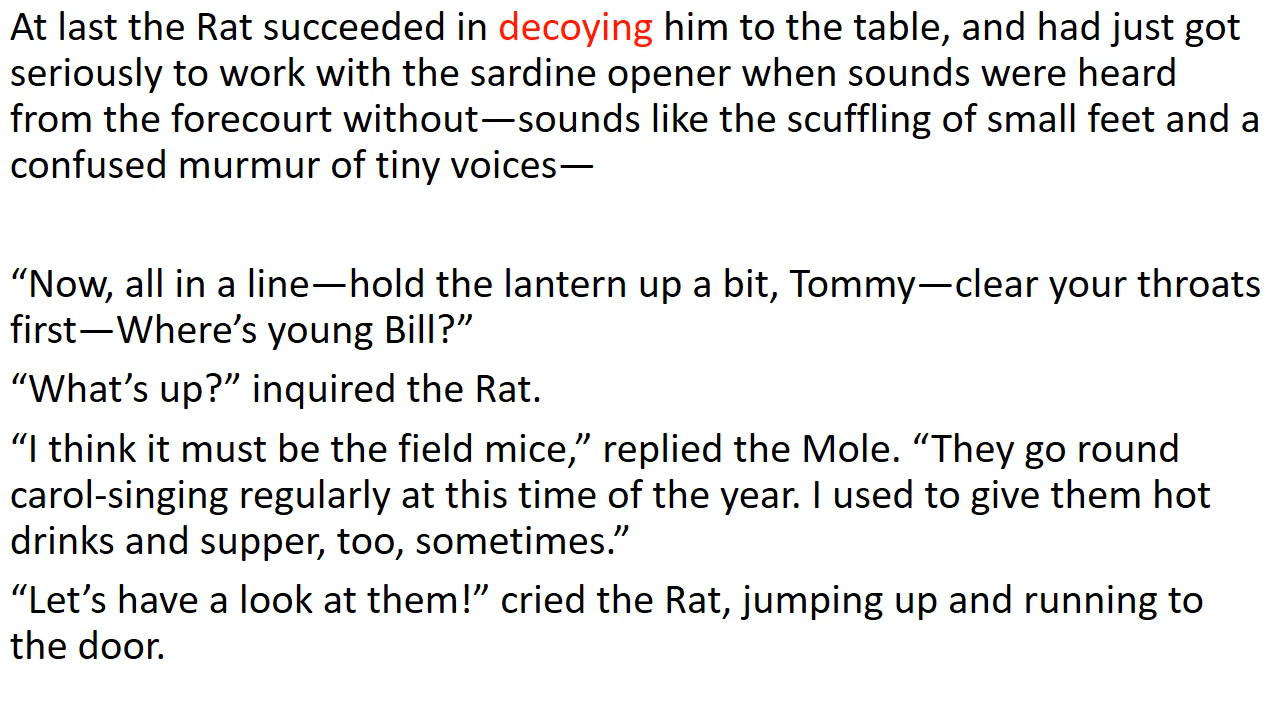 At last the Rat succeeded in decoying him to the table, and had just got
seriously to work with the sardine opener when sounds were heard
from the forecourt without—sounds like the scuffling of small feet and a
confused murmur of tiny voices—
“Now, all in a line—hold the lantern up a bit, Tommy—clear your throats
first—Where’s young Bill?”
“What’s up?” inquired the Rat.
“I think it must be the field mice,” replied the Mole. “They go round
carol-singing regularly at this time of the year. I used to give them hot
drinks and supper, too, sometimes.”
“Let’s have a look at them!” cried the Rat, jumping up and running to
the door.